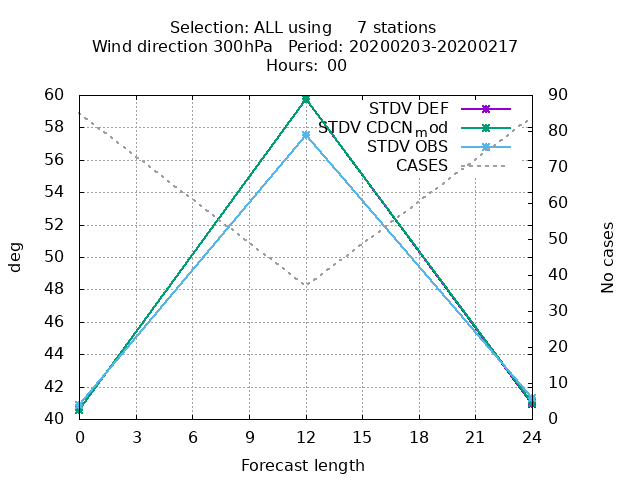 Selection: ALL using     7 stations
Wind direction 300hPa   Period: 20200203-20200217
Hours: 00
60 90
STDV DEF
58 80
STDV CDCN_mod
STDV OBS
56 70
CASES
54
60
52
50
50
deg
No cases
48 40
46 30
44 20
42 10
40 0
0 3 6 9 12 15 18 21 24
Forecast length